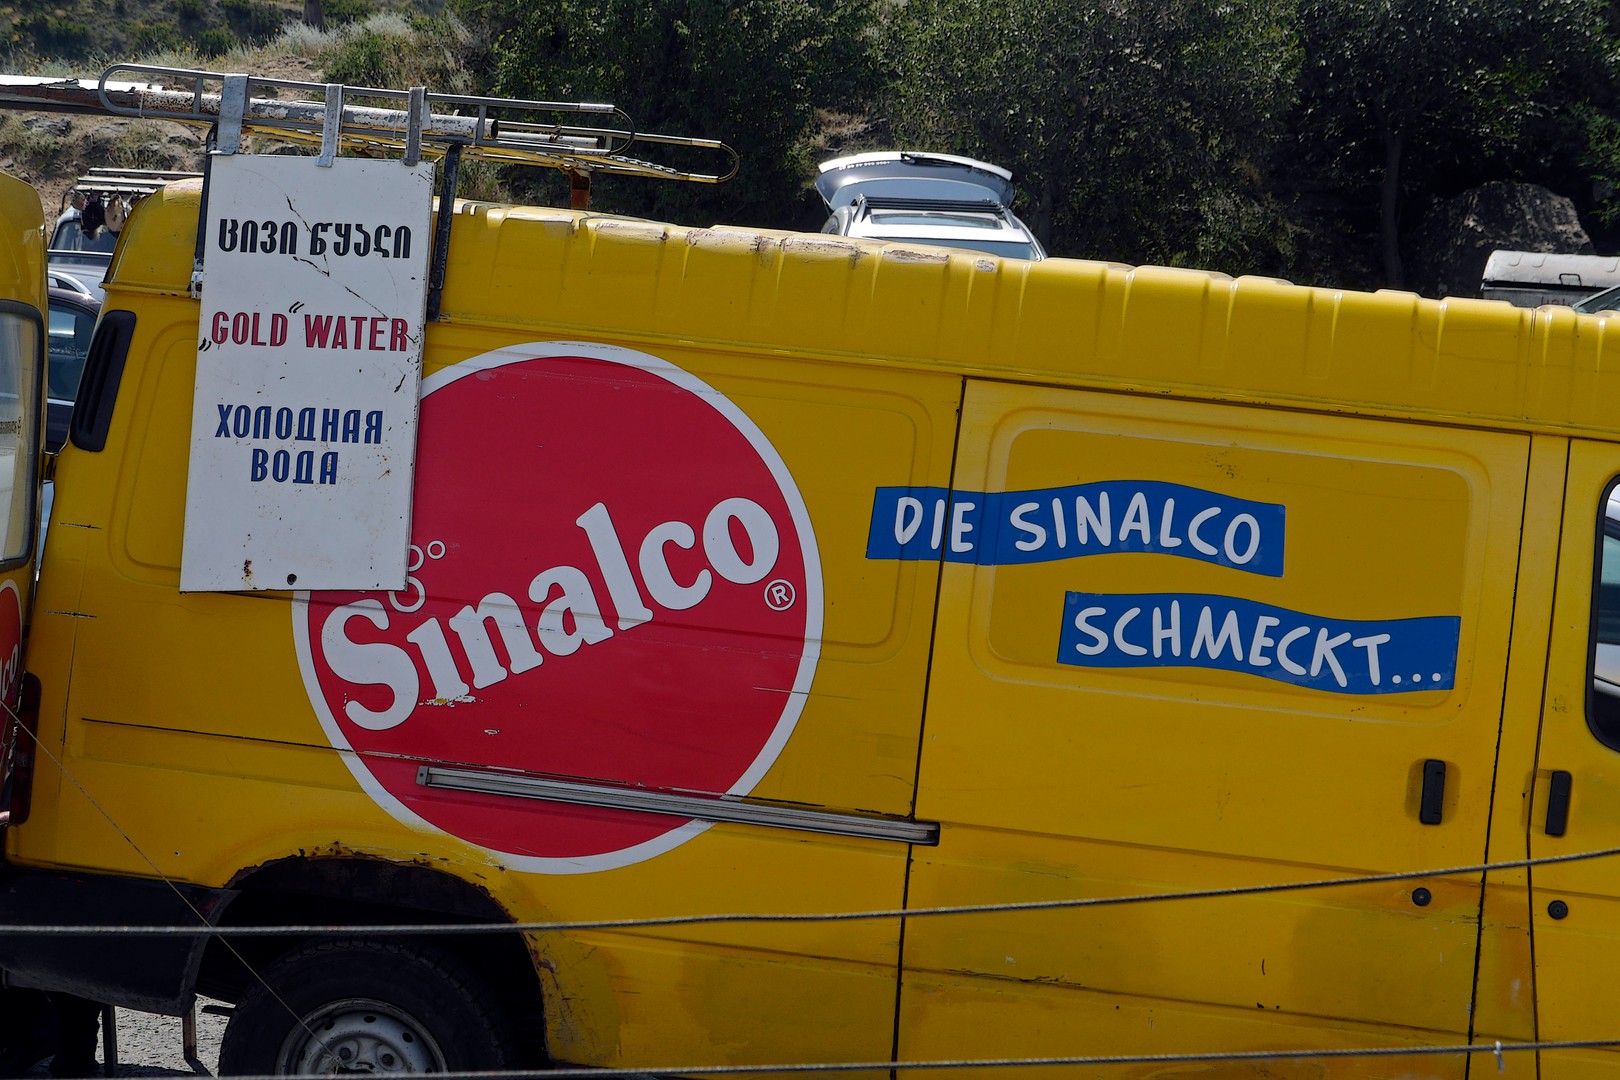 ცივი წყალი
„GOLD” WATER
ХОЛОДНАЯ
ВОДА
Sinalco®
DIE SINALCO
SCHMECKT...